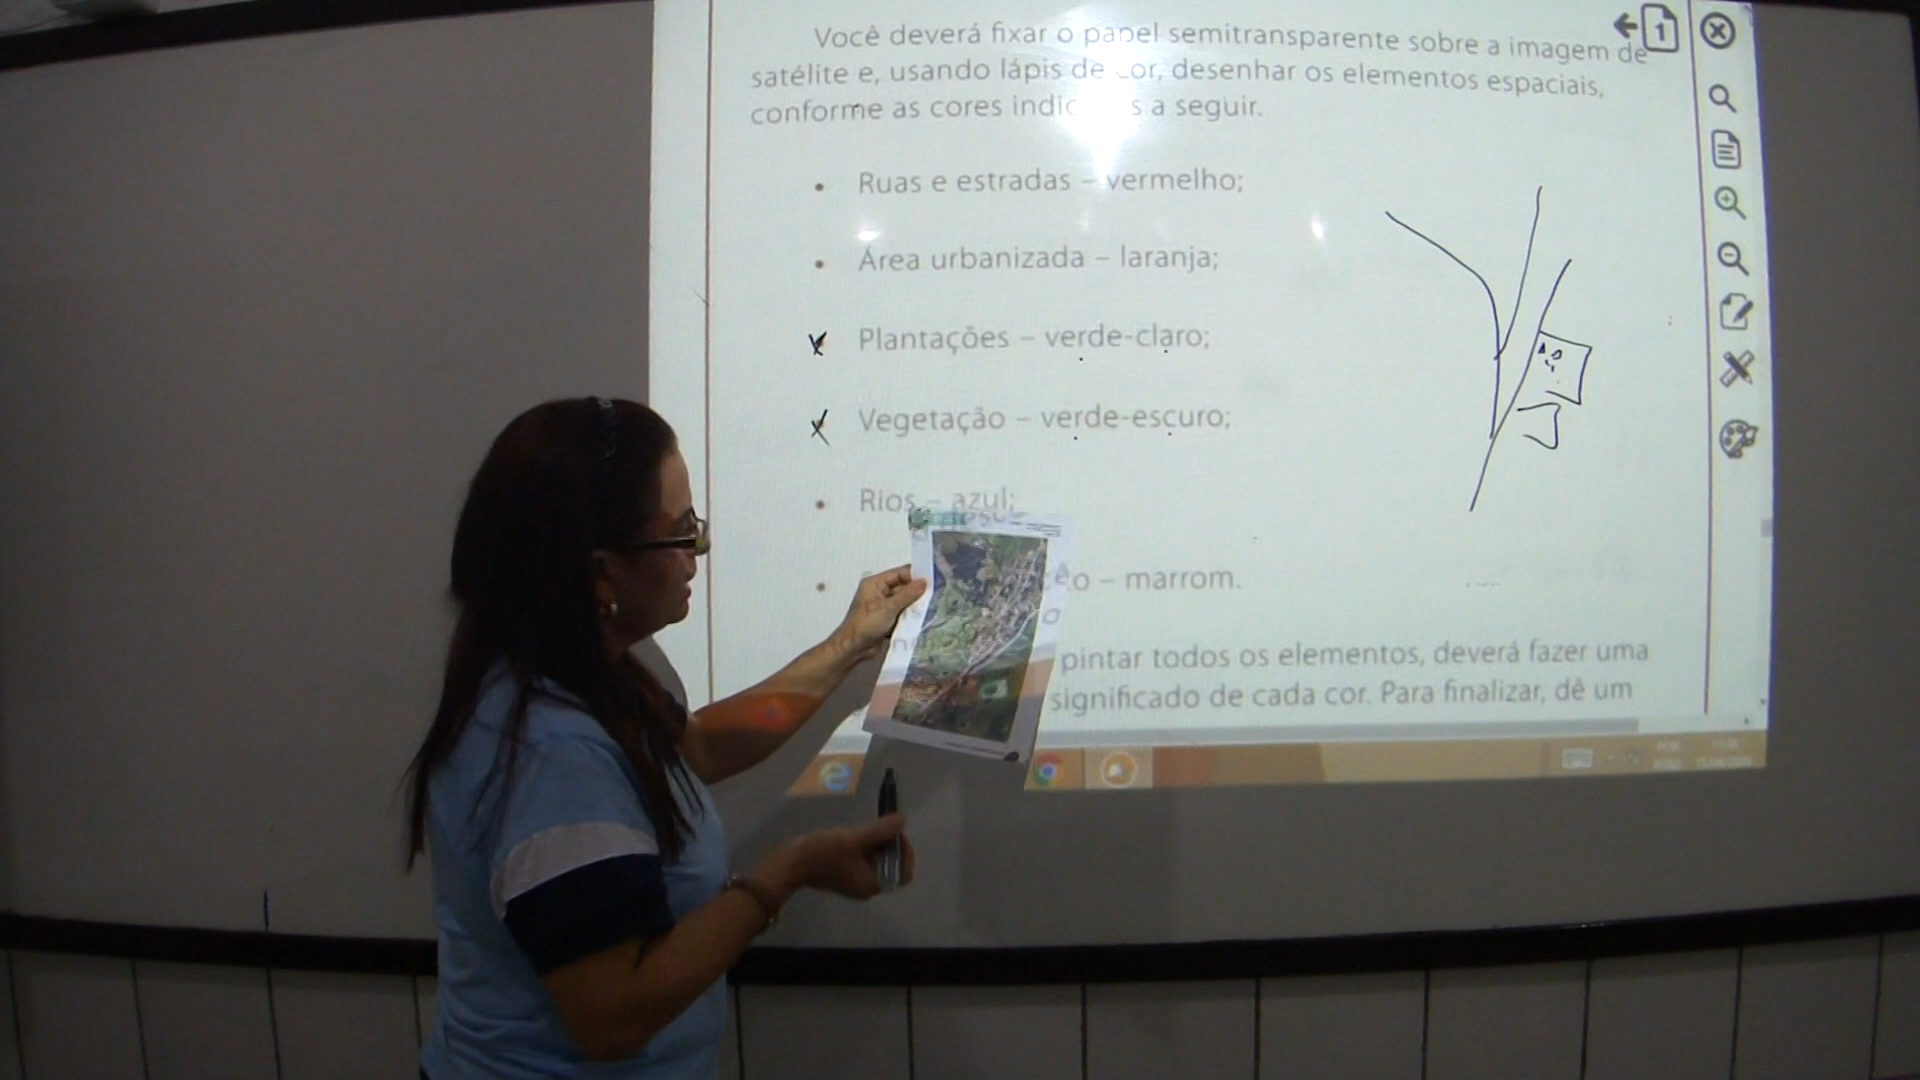 Você deverá fixar o papel semitransparente sobre a imagem de
satélite e, usando lápis de cor, desenhar os elementos espaciais,
conforme as cores indic s a seguir.
• Ruas e estradas – vermelho;
• Área urbanizada – laranja;
Plantações – verde-claro;
Vegetação – verde-escuro;
• Rios – azul;
• – marrom.
pintar todos os elementos, deverá fazer uma
significado de cada cor. Para finalizar, dê um
1